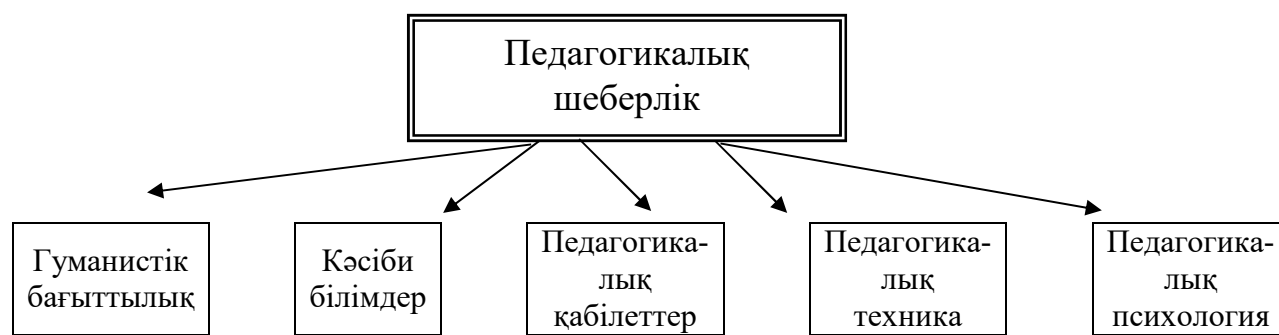 Педагогикалық
шеберлік
Гуманистік
бағыттылық
Кәсіби
білімдер
Педагогика-
лық
қабілеттер
Педагогика-
лық
техника
Педагогика-
лық
психология